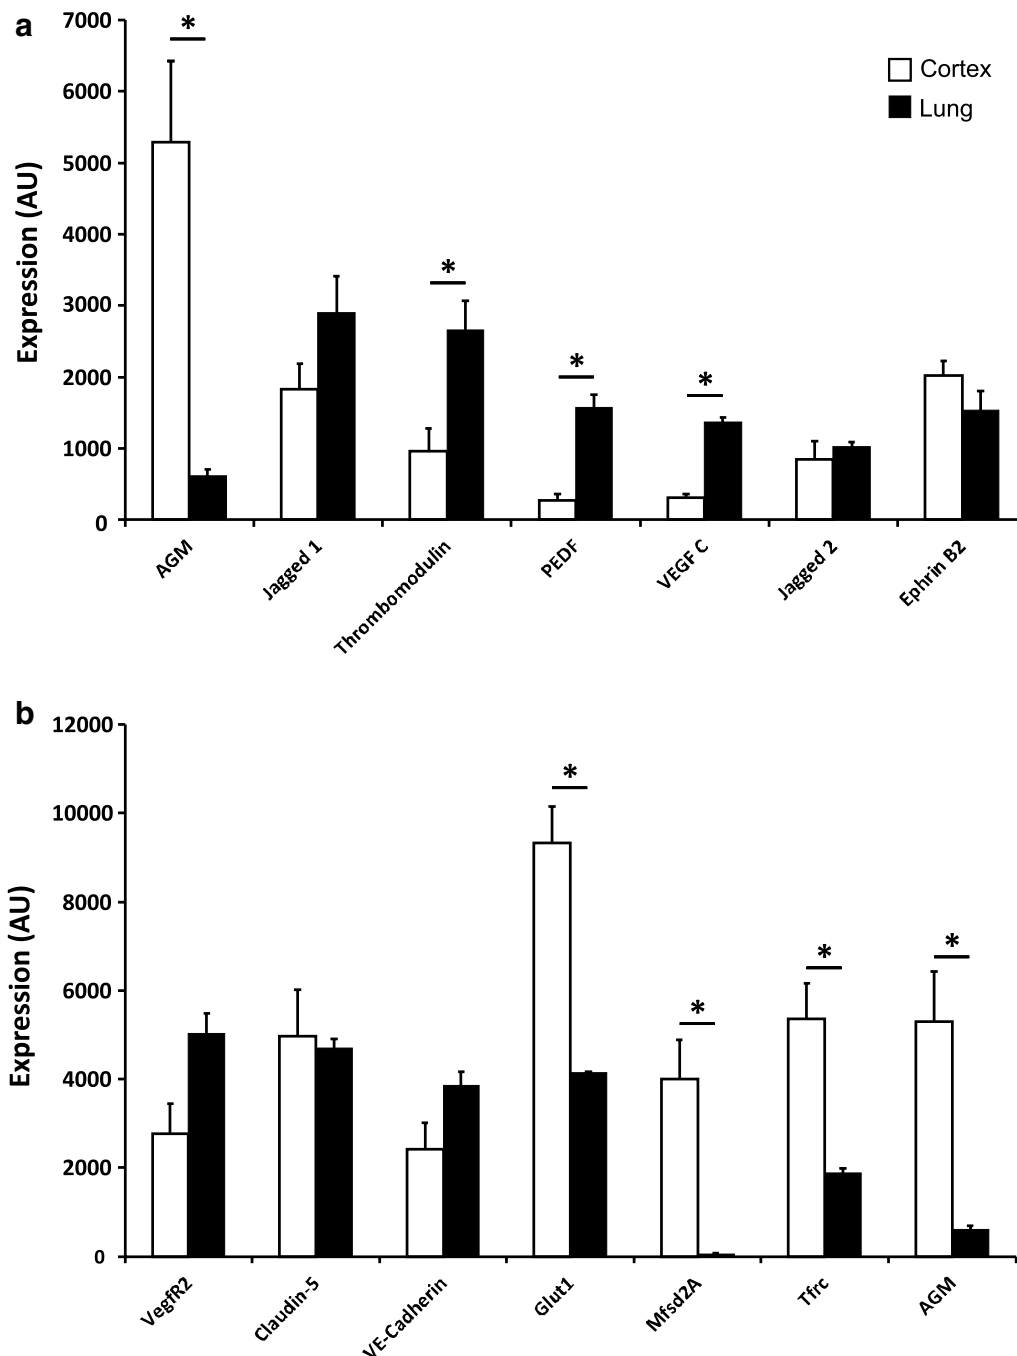 a
7000
6000
5000
4000
3000
2000
1000
0
Expression (AU)
Cortex
Lung
*
*
*
*
AGM
Jagged 1
Thrombomodulin
PEDF
VEGF C
Jagged 2
Ephrin B2
b
12000
10000
8000
6000
4000
2000
0
Expression (AU)
*
*
*
*
VegfR2
Claudin-5
VE-Cadherin
Glut1
Mfsd2A
Tfrc
AGM